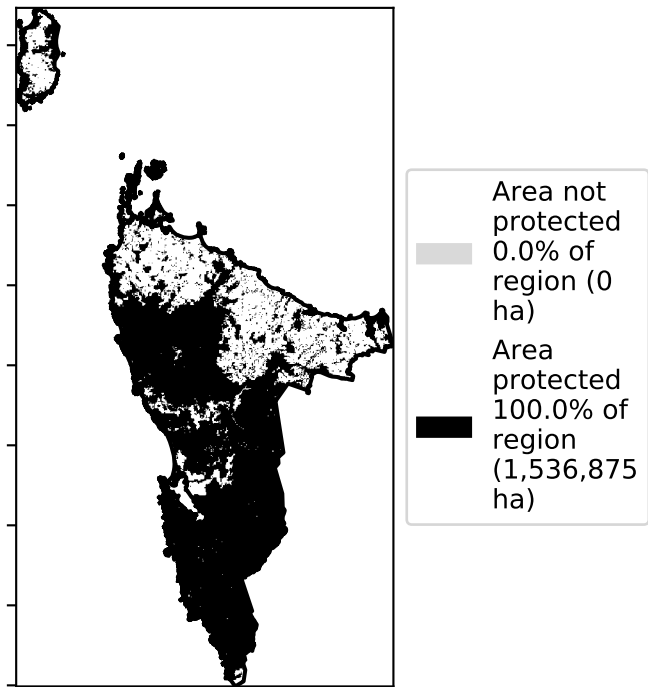 Area not
protected
0.0% of
region (0
ha)
Area
protected
100.0% of
region
(1,536,875
ha)